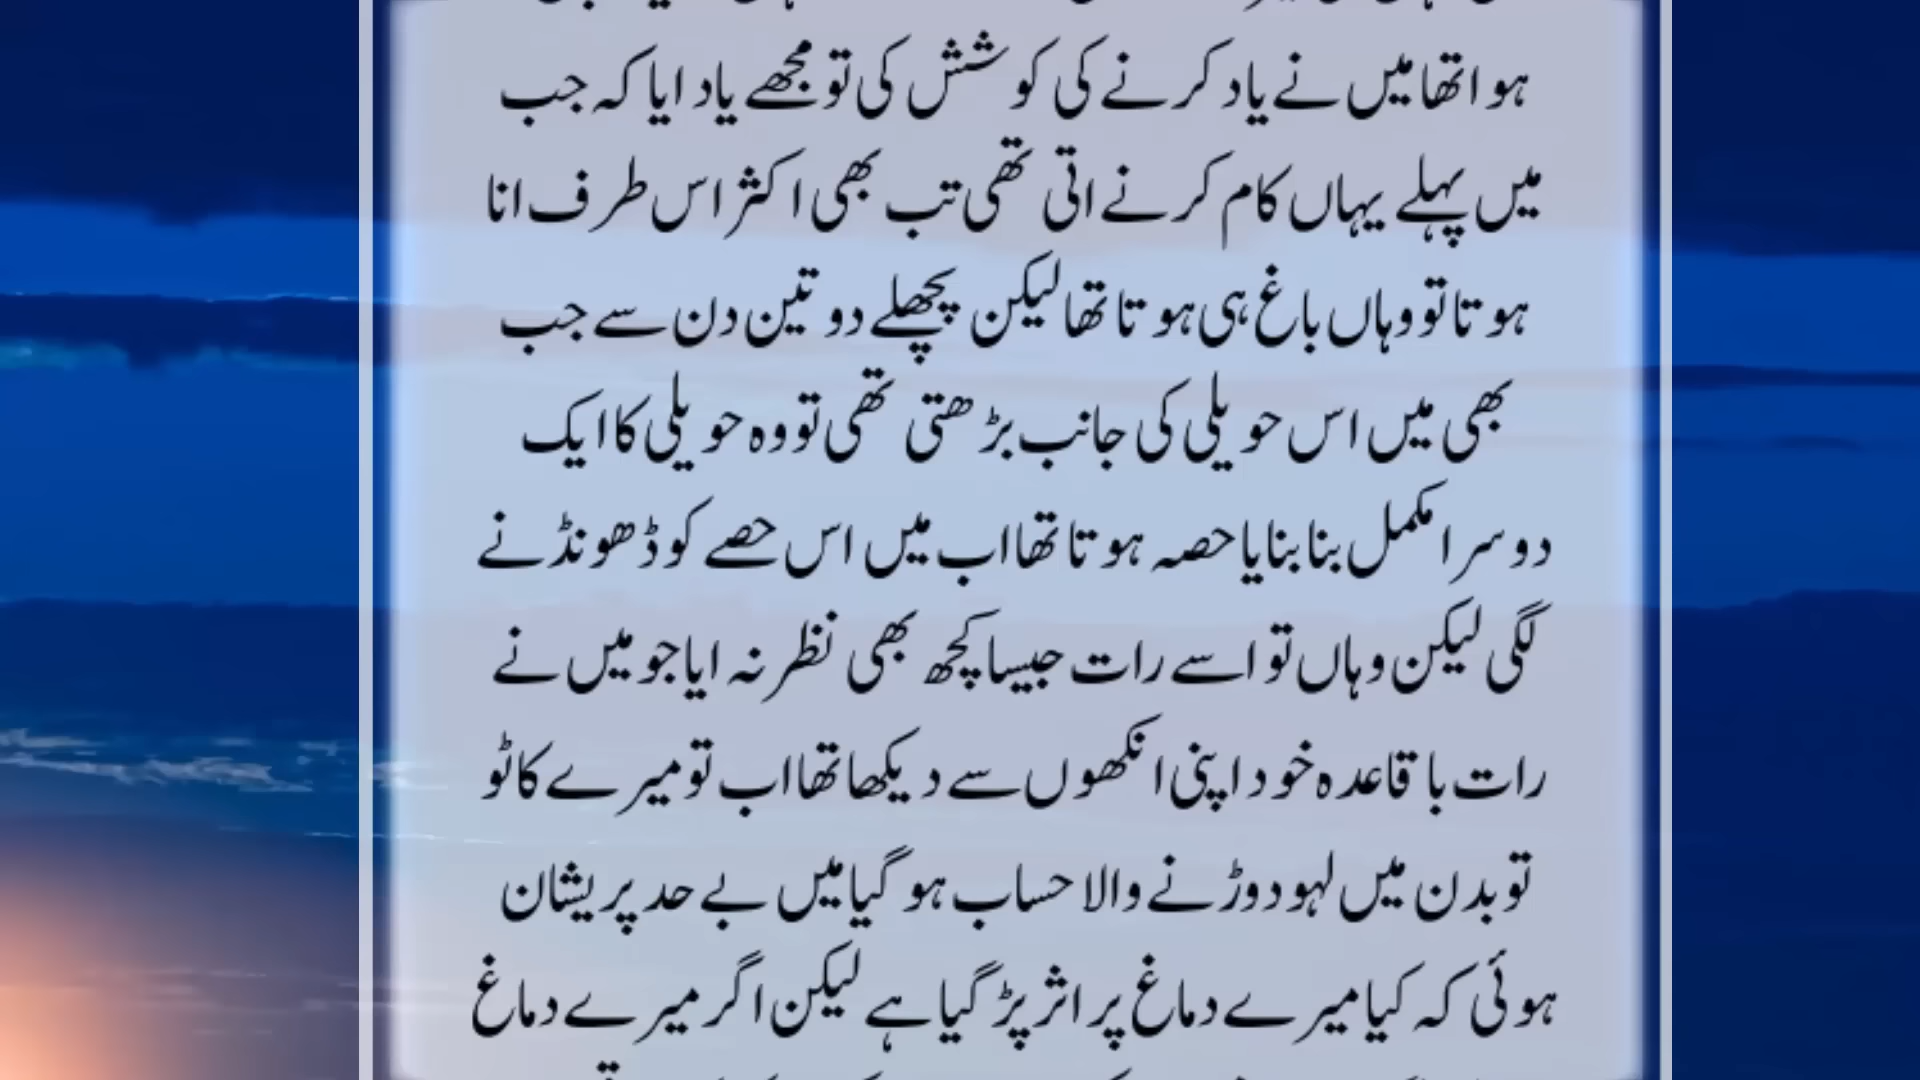 ہوا تھا میں نے یاد کرنے کی کوشش کی تو مجھے یاد ایا کہ جب
میں پہلے یہاں کام کرنے اتی تھی تب بھی اکثر اس طرف انا
ہوتا تو وہاں باغ ہی ہوتا تھا لیکن پچھلے دو تین دن سے جب
بھی میں اس حویلی کی جانب بڑھتی تھی تو وہ حویلی کا ایک
دوسرا مکمل بنا بنایا حصہ ہوتا تھا اب میں اس حصے کو ڈھونڈنے
لگی لیکن وہاں تو اسے رات جیسا کچھ بھی نظر نہ ایا جو میں نے
رات باقاعدہ خود اپنی انکھوں سے دیکھا تھا اب تو میرے کاٹو
تو بدن میں لہو دوڑنے والا حساب ہو گیا میں بے حد پریشان
ہوئی کہ کیا میرے دماغ پر اثر پڑ گیا ہے لیکن اگر میرے دماغ